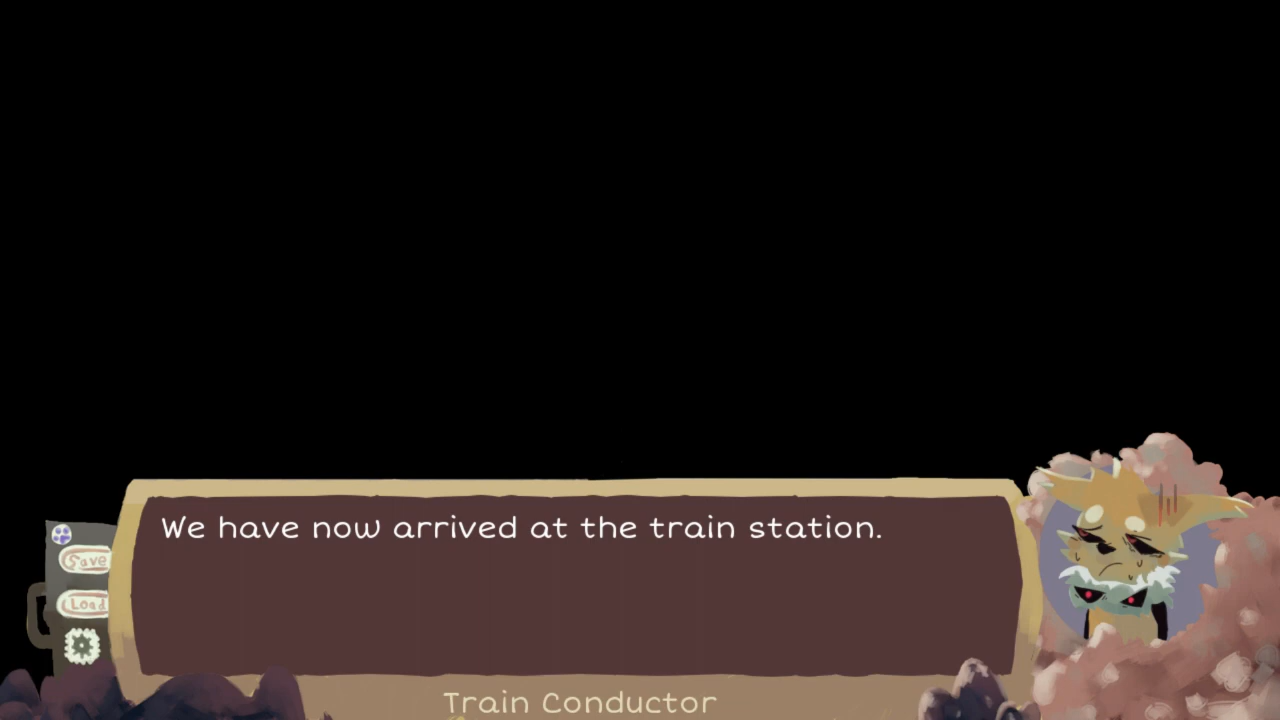 We have now arrived at the train station.
Save
Load
Train Conductor